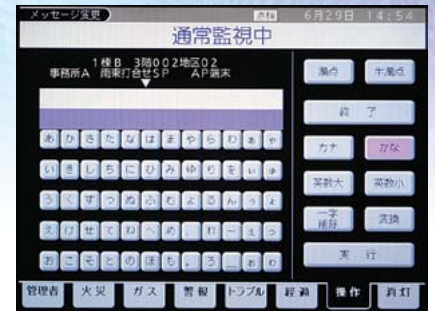 メッセージ変更 点検 6月29日 14:54
通常監視中
1棟B 3階002地区02
事務所A 南東打合せSP AP端末
濁点 半濁点
終 了
カナ かな
英数大 英数小
一字削除 変換
実 行
あ か さ た な は ま や ら わ ぁ ゃ
い き し ち に ひ み ゆ り を ぃ ゅ
う く す つ ぬ ふ む よ る ん ぅ ょ
え け せ て ね へ め
お こ そ と の ほ も
管理者 火災 ガス 警報 トラブル 経過 操作 消灯